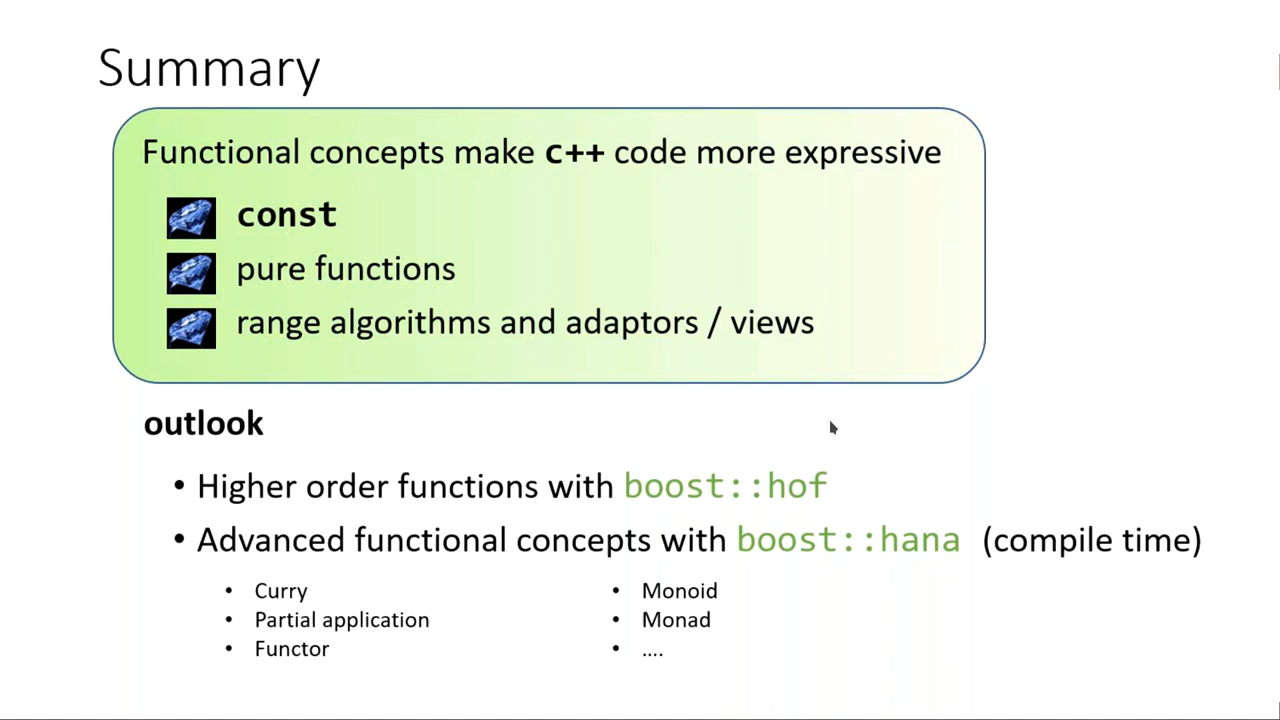 Summary
Functional concepts make c++ code more expressive
const
pure functions
range algorithms and adaptors / views
outlook
• Higher order functions with boost::hof
• Advanced functional concepts with boost::hana (compile time)
• Curry
• Partial application
• Functor
• Monoid
• Monad
• ....